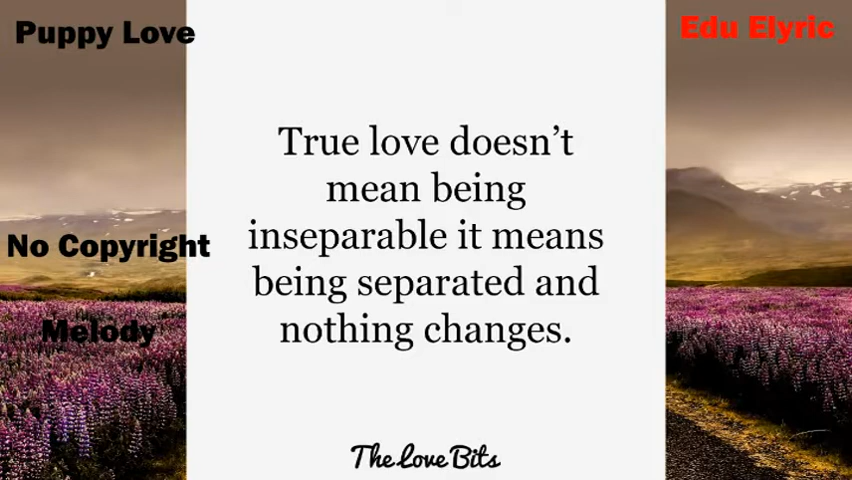 Puppy Love
Edu Elyric
True love doesn’t
mean being
inseparable it means
being separated and
nothing changes.
No Copyright
Melody
The Love Bits